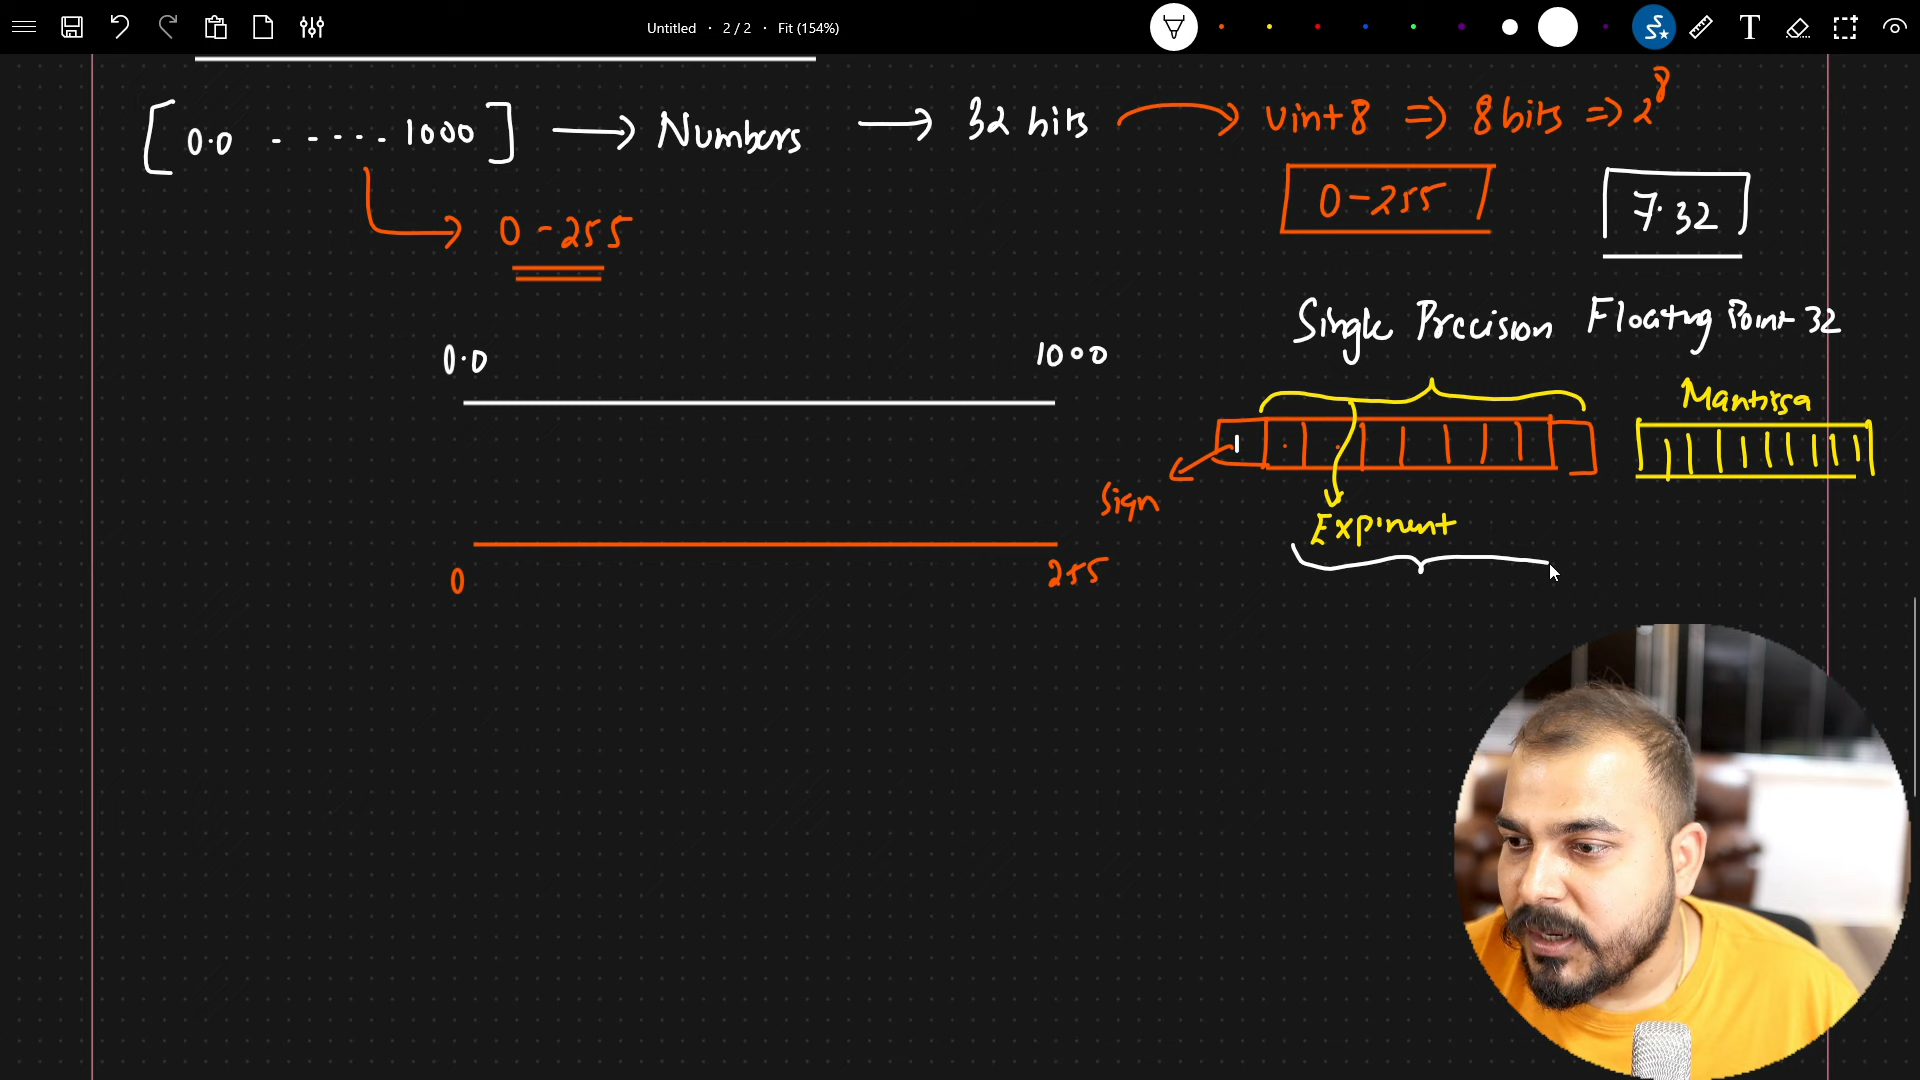 Untitled · 2 / 2 · Fit (154%)
T
[ 0.0 - - - - - 1000 ] → Numbers → 32 bits → uint8 => 8 bits => 2^8
0-255
7.32
0-255
Single Precision Floating Point 32
0.0 1000
Mantissa
1
Sign
Exponent
0 255